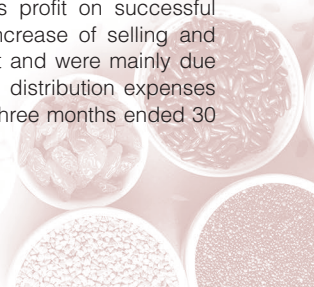 s profit on successful
ncrease of selling and
t and were mainly due
distribution expenses
hree months ended 30